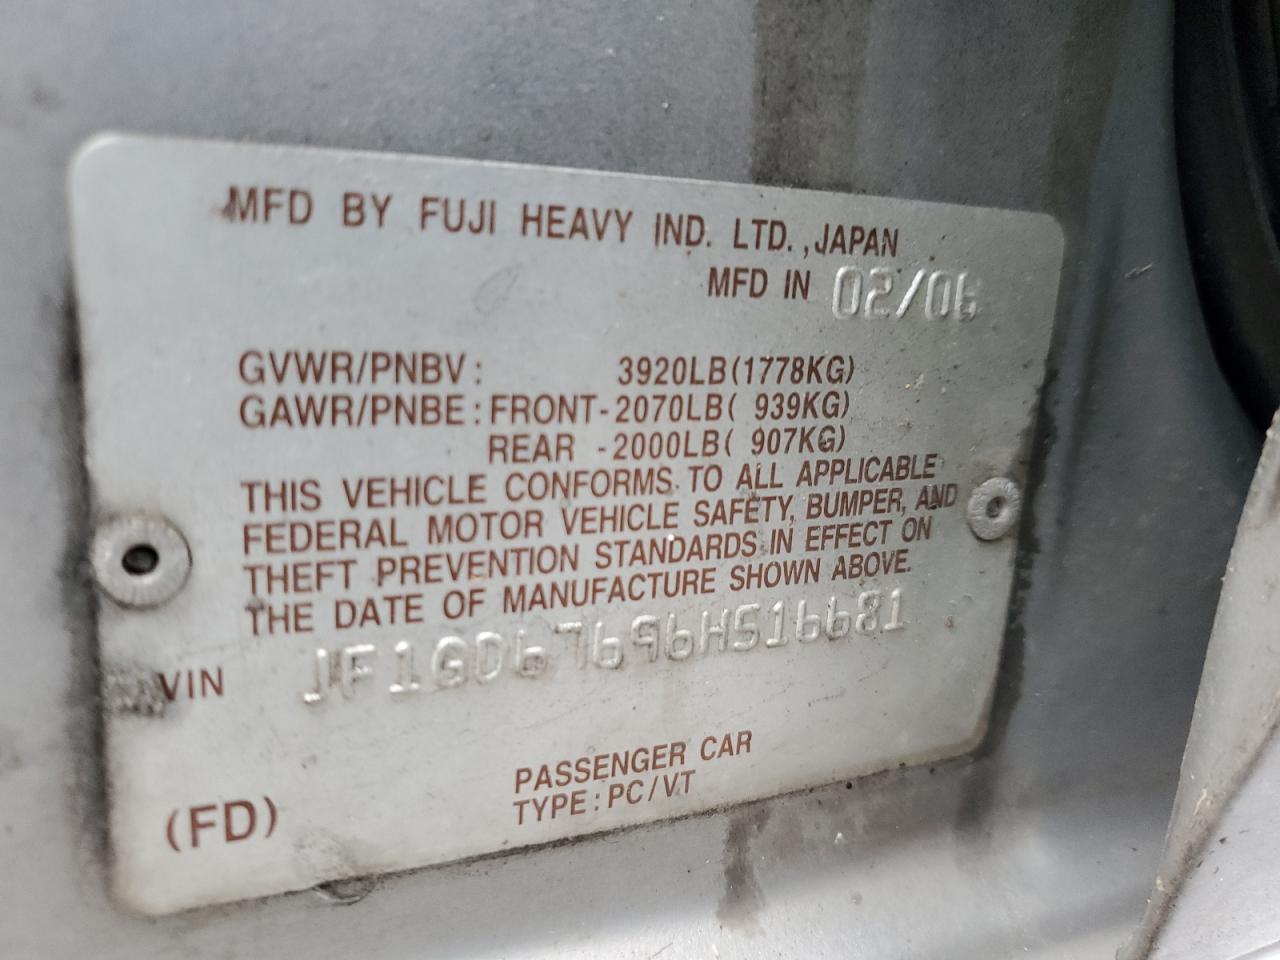 MFD BY FUJI HEAVY IND. LTD., JAPAN
MFD IN 02/06
GVWR/PNBV: 3920LB(1778KG)
GAWR/PNBE: FRONT-2070LB( 939KG)
REAR -2000LB( 907KG)
THIS VEHICLE CONFORMS TO ALL APPLICABLE
FEDERAL MOTOR VEHICLE SAFETY, BUMPER, AND
THEFT PREVENTION STANDARDS IN EFFECT ON
THE DATE OF MANUFACTURE SHOWN ABOVE.
VIN JF1GD67696H516681
PASSENGER CAR
(FD) TYPE: PC/VT